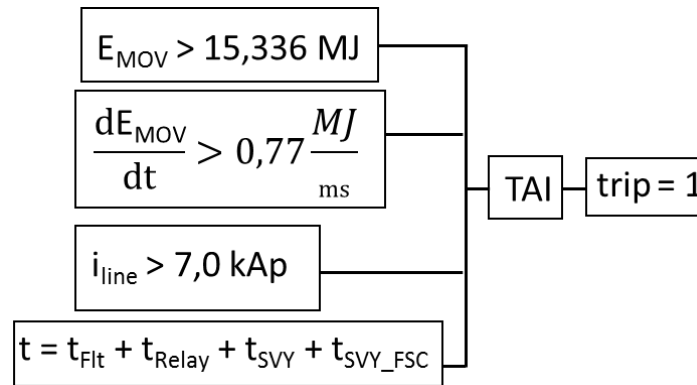 E_MOV > 15,336 MJ
dE_MOV/dt > 0,77 MJ/ms
TAI
trip = 1
i_line > 7,0 kAp
t = t_Flt + t_Relay + t_SVY + t_SVY_FSC